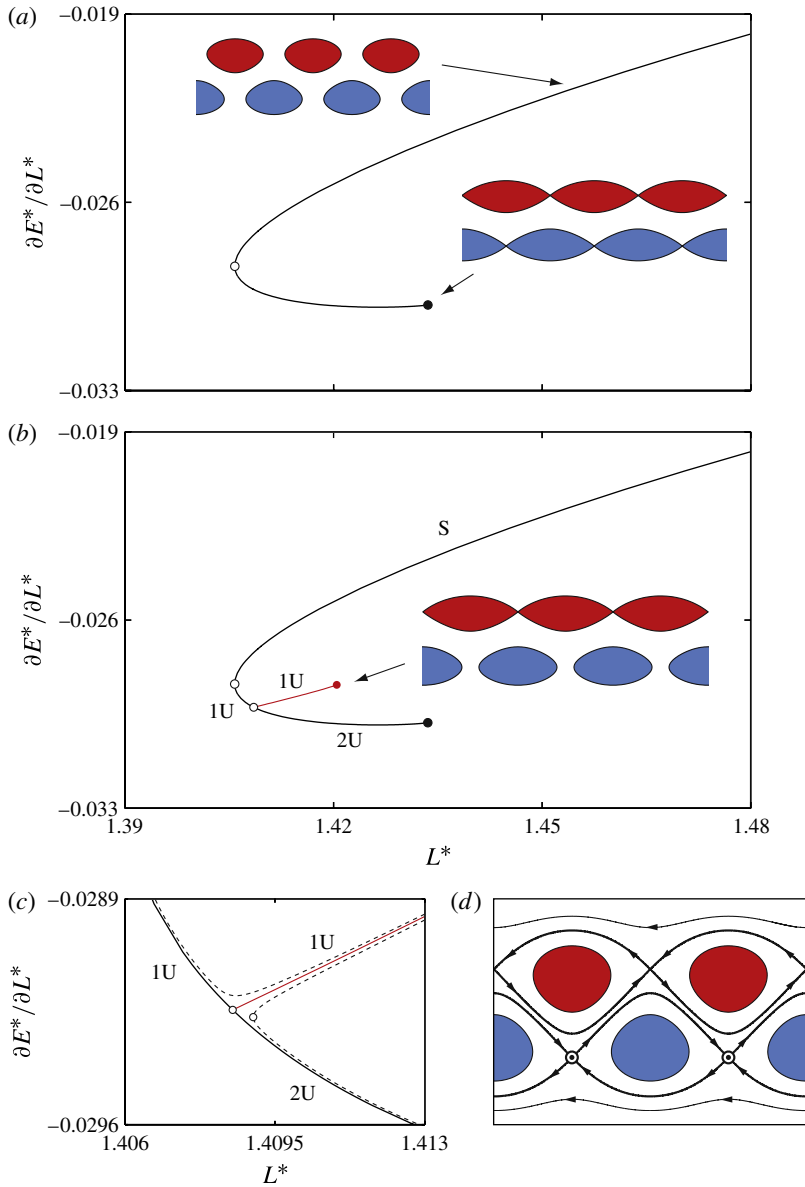 (a)
−0.019
−0.026
−0.033
∂E*/∂L*
(b)
−0.019
−0.026
−0.033
∂E*/∂L*
S
1U
1U
2U
1.39
1.42
1.45
1.48
L*
(c)
−0.0289
−0.0296
∂E*/∂L*
1U
1U
2U
1.406
1.4095
1.413
L*
(d)